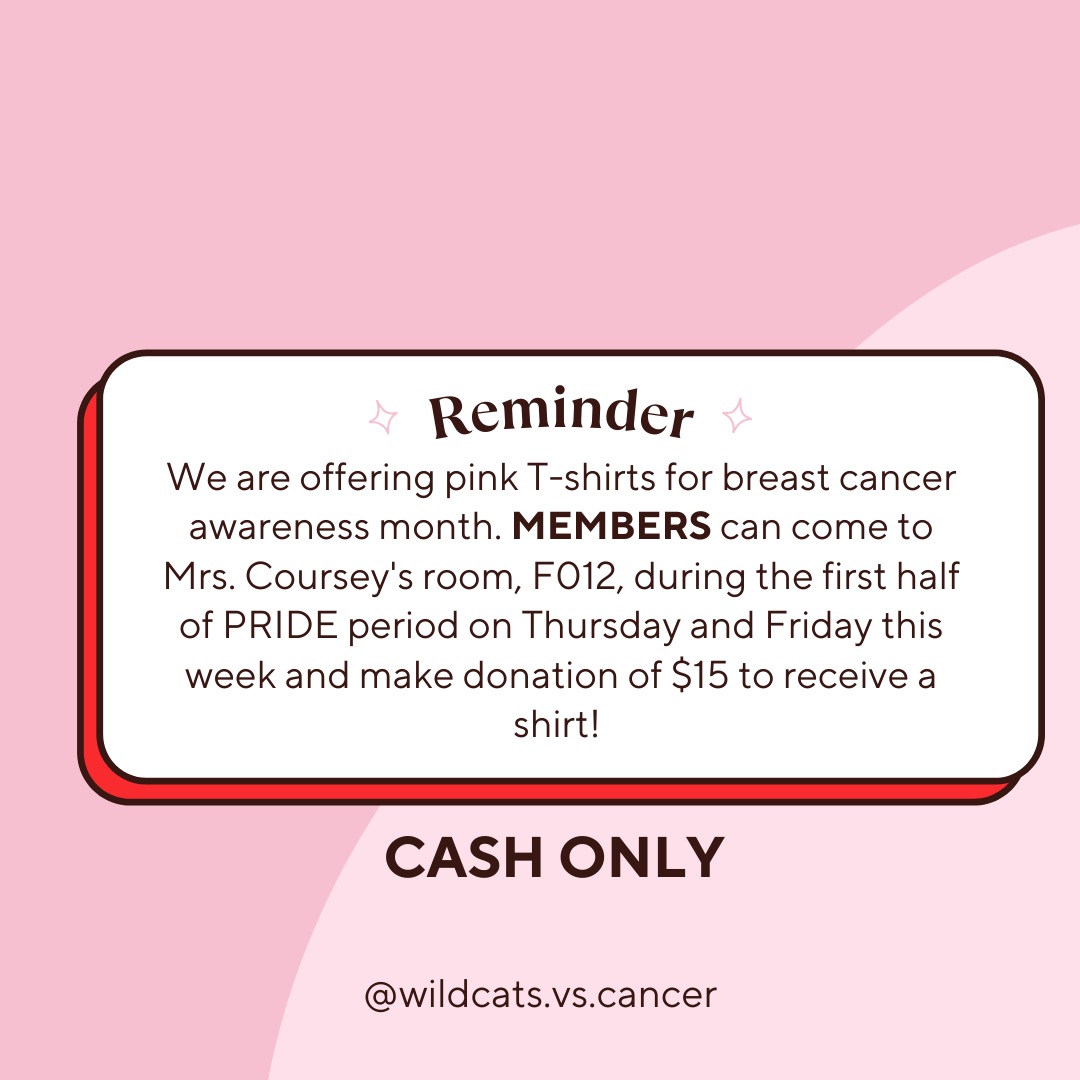 Reminder
We are offering pink T-shirts for breast cancer
awareness month. MEMBERS can come to
Mrs. Coursey's room, F012, during the first half
of PRIDE period on Thursday and Friday this
week and make donation of $15 to receive a
shirt!
CASH ONLY
@wildcats.vs.cancer